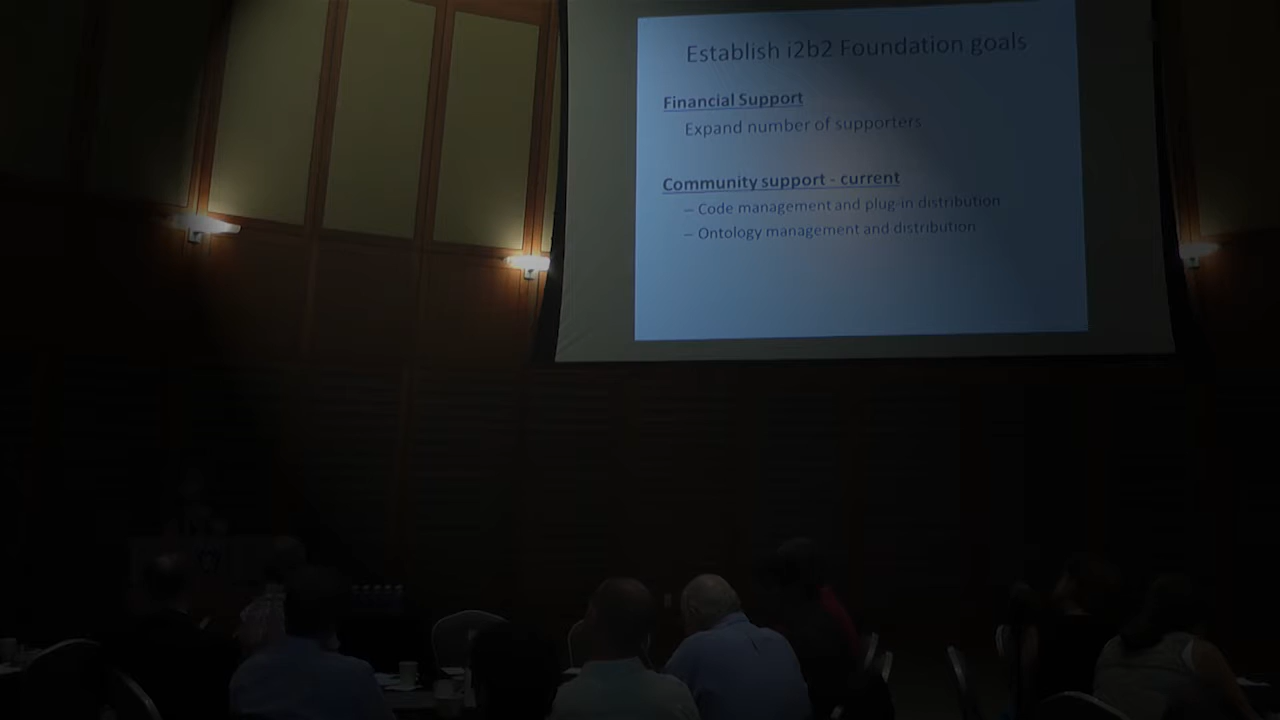 Establish i2b2 Foundation goals
Financial Support
Expand number of supporters
Community support - current
– Code management and plug-in distribution
– Ontology management and distribution